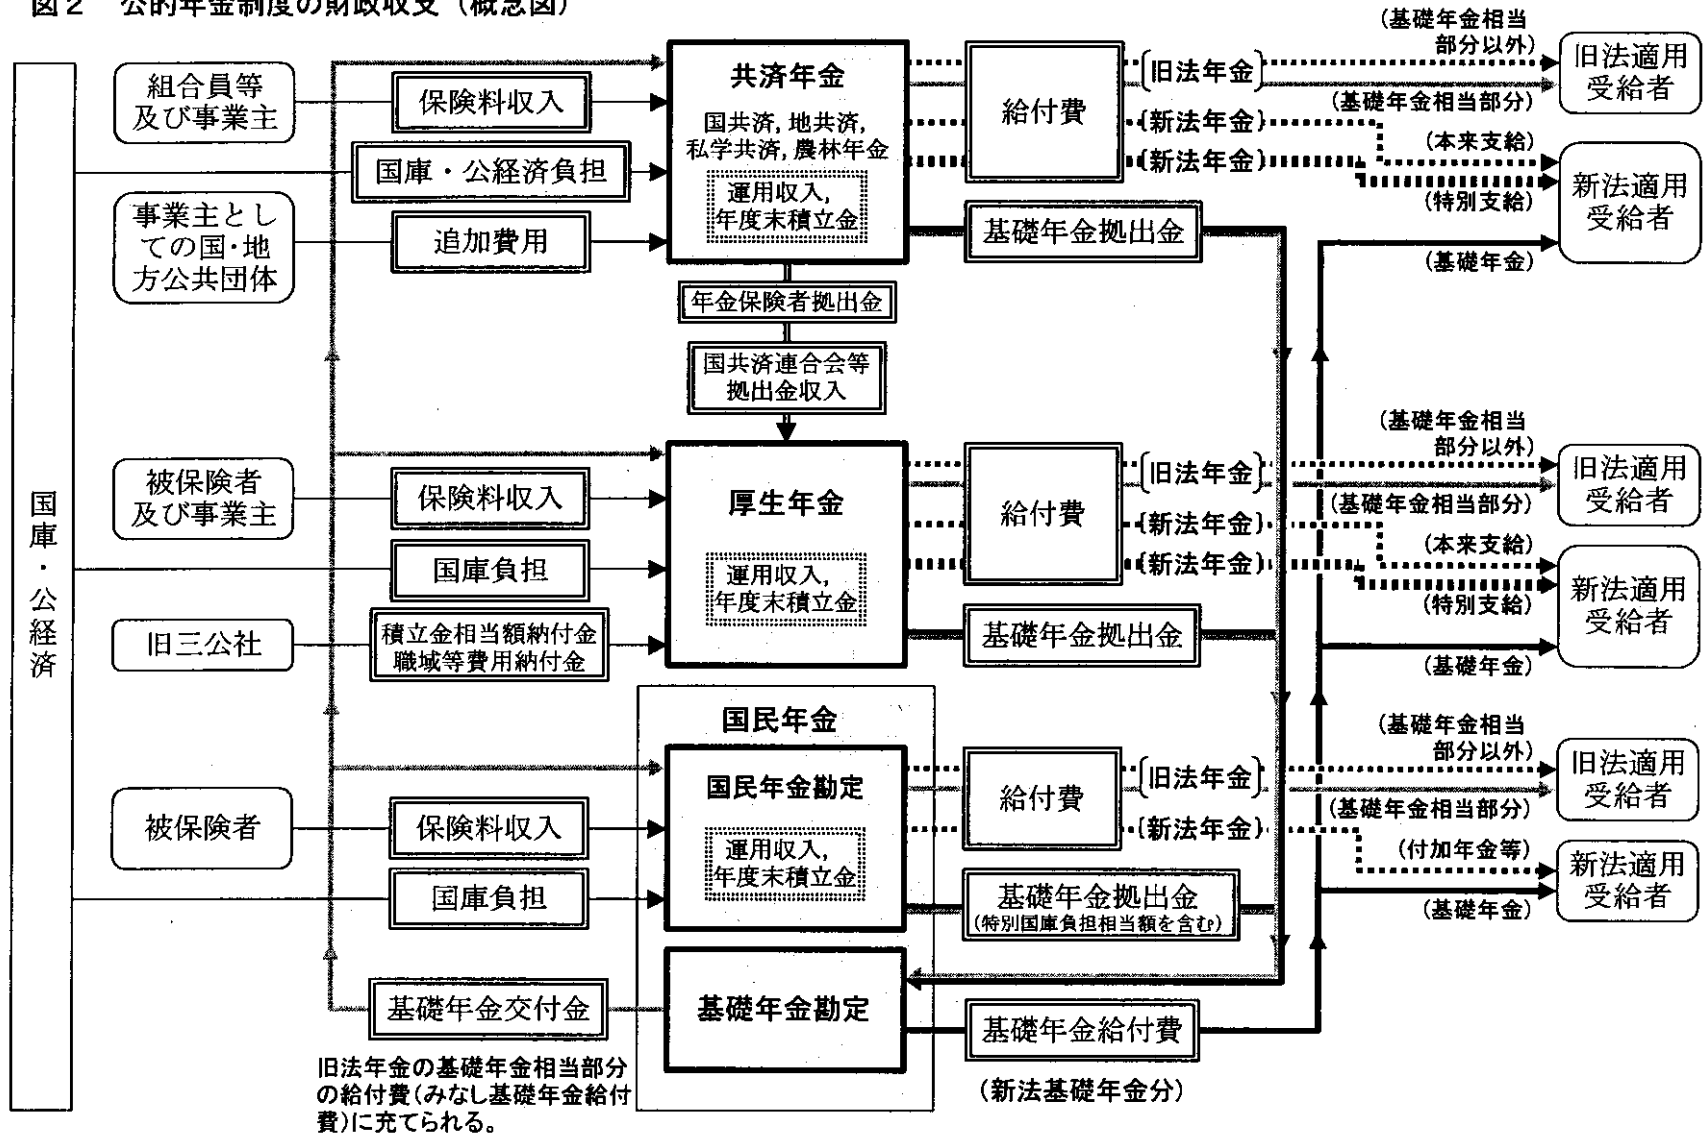 図2 公的年金制度の財政収支（概念図）
国庫・公経済
組合員等
及び事業主
保険料収入
国庫・公経済負担
事業主とし
ての国・地
方公共団体
追加費用
共済年金
国共済,地共済,
私学共済,農林年金
運用収入,
年度末積立金
給付費
｛旧法年金｝
｛新法年金｝
｛新法年金｝
基礎年金拠出金
（基礎年金相当
部分以外）
（基礎年金相当部分）
（本来支給）
（特別支給）
（基礎年金）
旧法適用
受給者
新法適用
受給者
年金保険者拠出金
国共済連合会等
拠出金収入
被保険者
及び事業主
保険料収入
国庫負担
旧三公社
積立金相当額納付金
職域等費用納付金
厚生年金
運用収入,
年度末積立金
給付費
｛旧法年金｝
｛新法年金｝
｛新法年金｝
基礎年金拠出金
（基礎年金相当
部分以外）
（基礎年金相当部分）
（本来支給）
（特別支給）
（基礎年金）
旧法適用
受給者
新法適用
受給者
国民年金
被保険者
保険料収入
国庫負担
国民年金勘定
運用収入,
年度末積立金
給付費
｛旧法年金｝
｛新法年金｝
基礎年金拠出金
（特別国庫負担相当額を含む）
（基礎年金相当
部分以外）
（基礎年金相当部分）
（付加年金等）
（基礎年金）
旧法適用
受給者
新法適用
受給者
基礎年金交付金
基礎年金勘定
基礎年金給付費
（新法基礎年金分）
旧法年金の基礎年金相当部分
の給付費（みなし基礎年金給付
費）に充てられる。